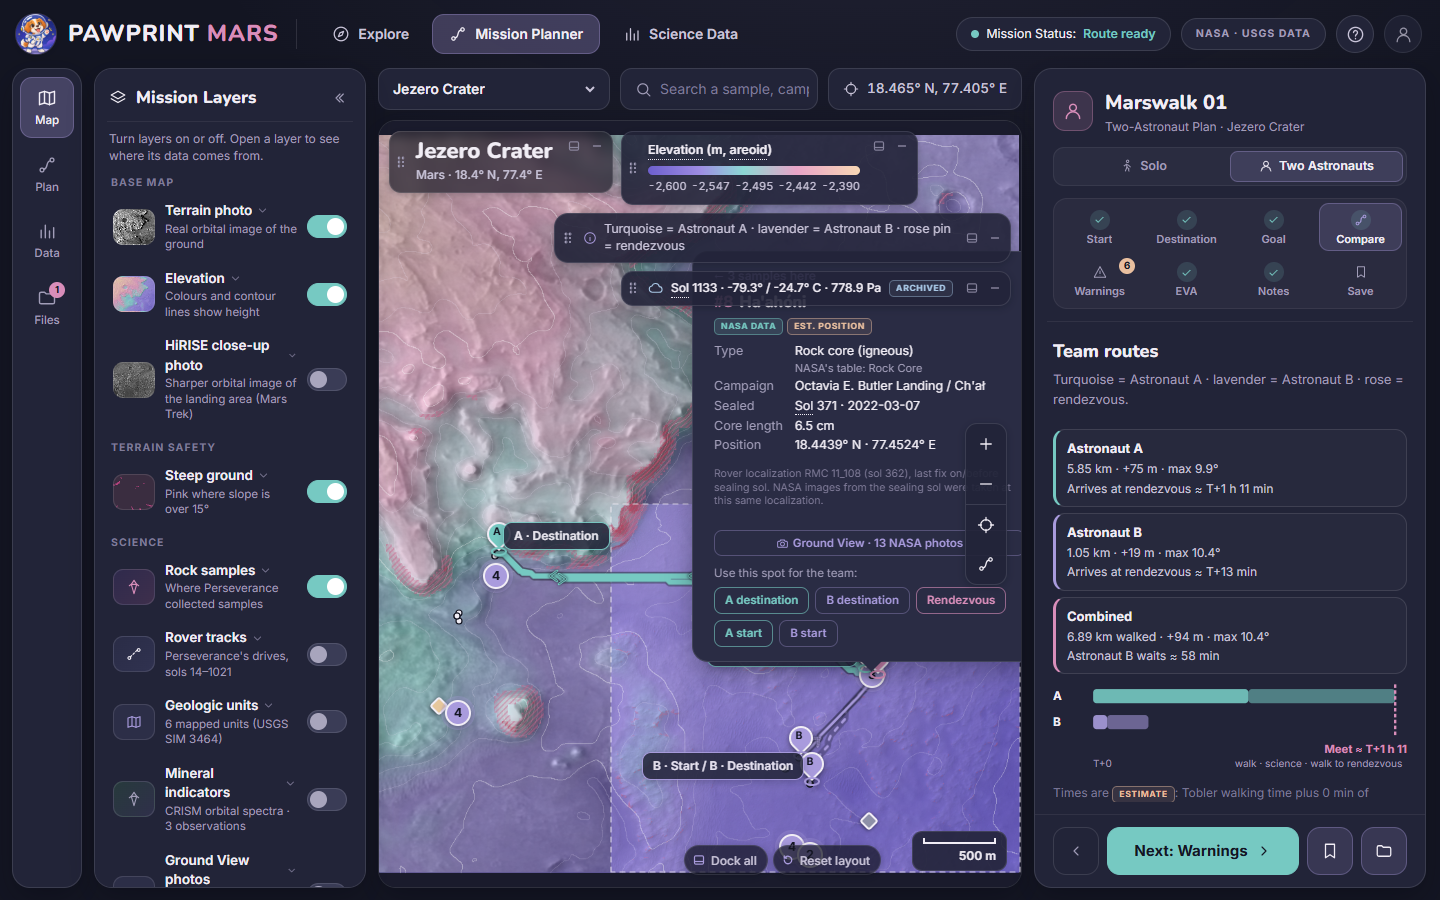 PAWPRINT MARS
Explore
Mission Planner
Science Data
Mission Status: Route ready
NASA · USGS DATA
Map
Plan
Data
1
Files
Mission Layers
Turn layers on or off. Open a layer to see
where its data comes from.
BASE MAP
Terrain photo
Real orbital image of the
ground
Elevation
Colours and contour
lines show height
HiRISE close-up
photo
Sharper orbital image of
the landing area (Mars
Trek)
TERRAIN SAFETY
Steep ground
Pink where slope is
over 15°
SCIENCE
Rock samples
Where Perseverance
collected samples
Rover tracks
Perseverance's drives,
sols 14–1021
Geologic units
6 mapped units (USGS
SIM 3464)
Mineral
indicators
CRISM orbital spectra ·
3 observations
Ground View
photos
Jezero Crater
Search a sample, camp
18.465° N, 77.405° E
Jezero Crater
Mars · 18.4° N, 77.4° E
Elevation (m, areoid)
-2,600 -2,547 -2,495 -2,442 -2,390
Turquoise = Astronaut A · lavender = Astronaut B · rose pin
= rendezvous
3 samples here
Sol 1133 · -79.3° / -24.7° C · 778.9 Pa ARCHIVED
#8 Ha'ahóni
NASA DATA EST. POSITION
Type Rock core (igneous)
NASA's table: Rock Core
Campaign Octavia E. Butler Landing / Ch'ał
Sealed Sol 371 · 2022-03-07
Core length 6.5 cm
Position 18.4439° N · 77.4524° E
Rover localization RMC 11_108 (sol 362), last fix on/
sealing sol. NASA images from the sealing sol were at
this same localization.
Ground View · 13 NASA photos
Use this spot for the team:
A destination B destination Rendezvous
A start B start
A
A · Destination
4
4
B
B
B · Start / B · Destination
4
Dock all
Reset layout
500 m
Marswalk 01
Two-Astronaut Plan · Jezero Crater
Solo
Two Astronauts
Start
Destination
Goal
Compare
6
Warnings
EVA
Notes
Save
Team routes
Turquoise = Astronaut A · lavender = Astronaut B · rose =
rendezvous.
Astronaut A
5.85 km · +75 m · max 9.9°
Arrives at rendezvous ≈ T+1 h 11 min
Astronaut B
1.05 km · +19 m · max 10.4°
Arrives at rendezvous ≈ T+13 min
Combined
6.89 km walked · +94 m · max 10.4°
Astronaut B waits ≈ 58 min
A
B
Meet ≈ T+1 h 11
T+0
walk · science · walk to rendezvous
Times are ESTIMATE: Tobler walking time plus 0 min of
Next: Warnings